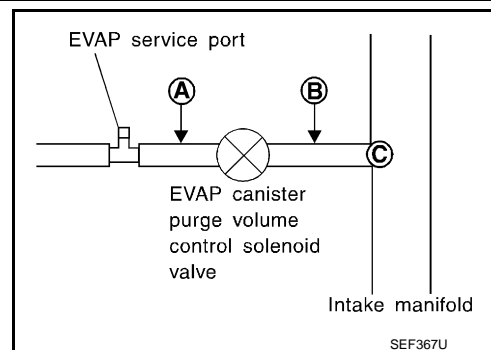 EVAP service port
A
B
C
EVAP canister
purge volume
control solenoid
valve
Intake manifold
SEF367U